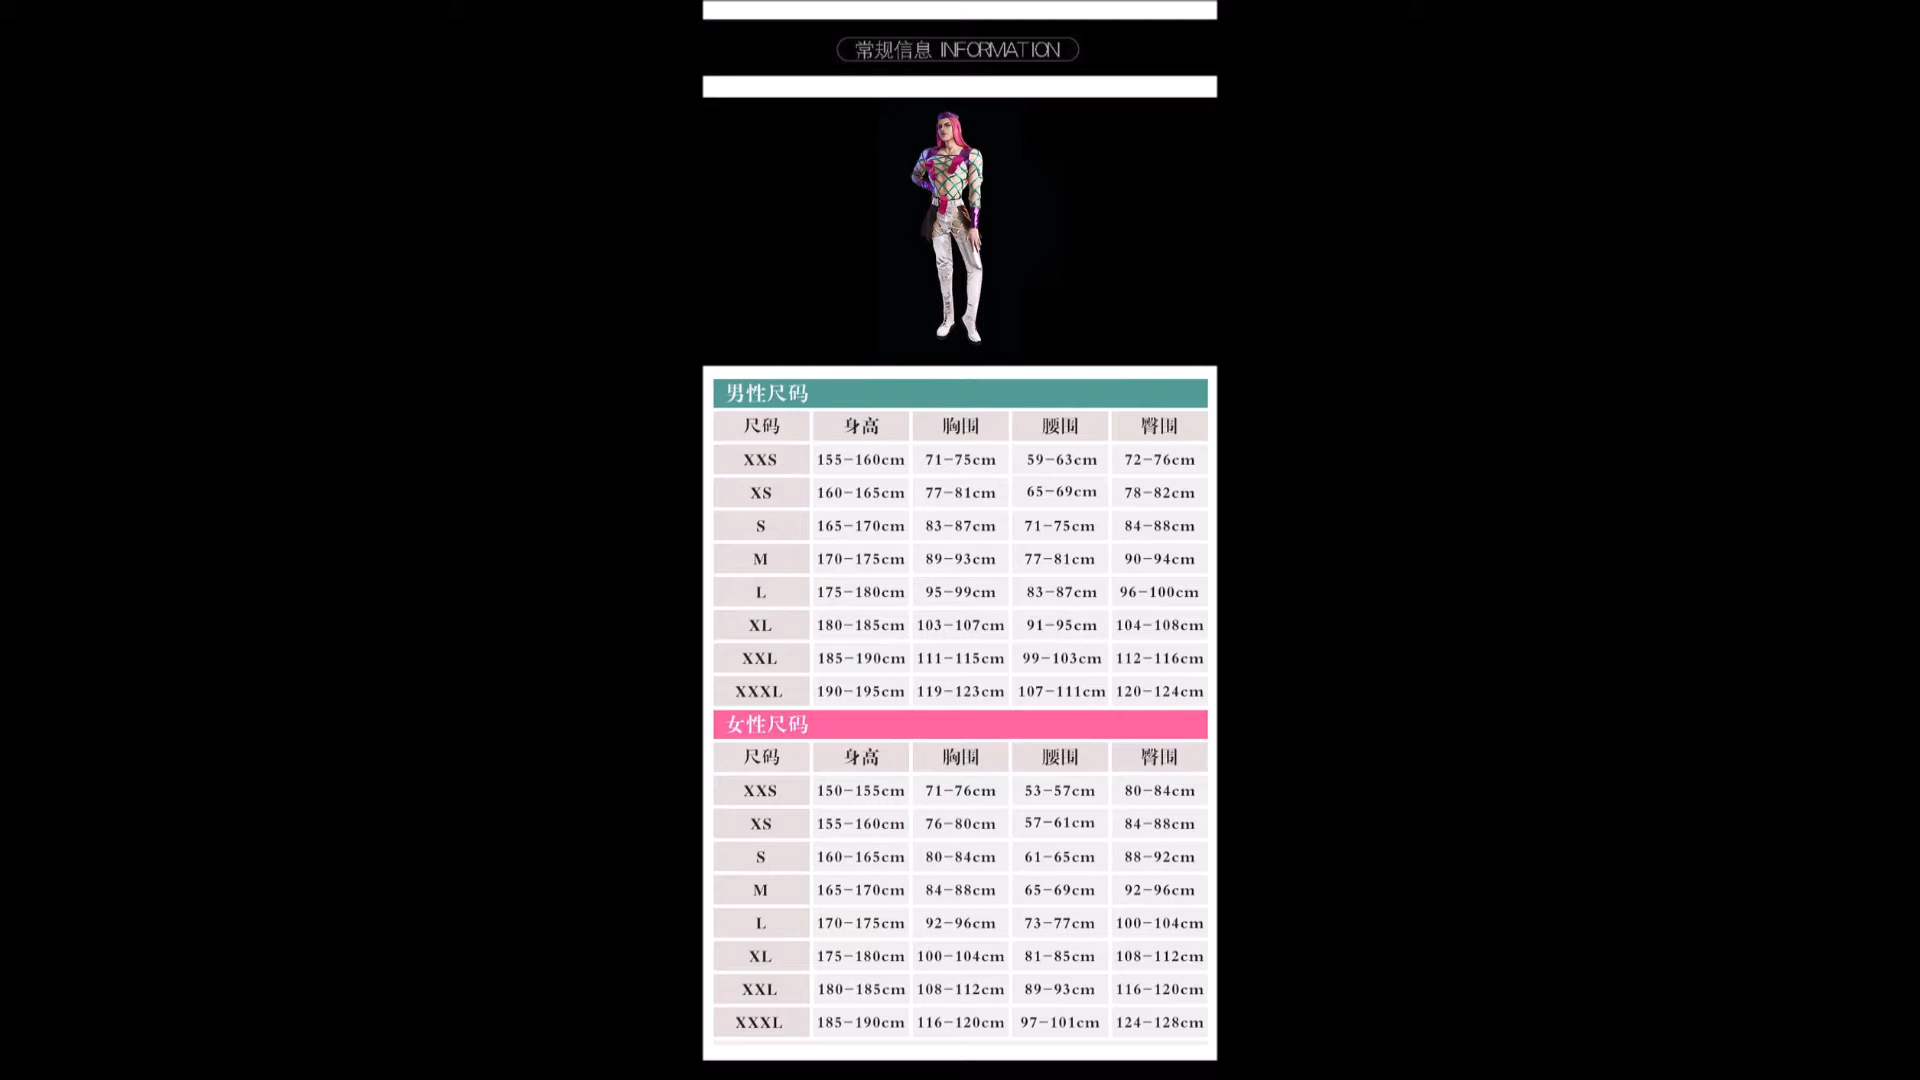 常规信息 INFORMATION
男性尺码
尺码 身高 胸围 腰围 臀围
XXS 155-160cm 71-75cm 59-63cm 72-76cm
XS 160-165cm 77-81cm 65-69cm 78-82cm
S 165-170cm 83-87cm 71-75cm 84-88cm
M 170-175cm 89-93cm 77-81cm 90-94cm
L 175-180cm 95-99cm 83-87cm 96-100cm
XL 180-185cm 103-107cm 91-95cm 104-108cm
XXL 185-190cm 111-115cm 99-103cm 112-116cm
XXXL 190-195cm 119-123cm 107-111cm 120-124cm
女性尺码
尺码 身高 胸围 腰围 臀围
XXS 150-155cm 71-76cm 53-57cm 80-84cm
XS 155-160cm 76-80cm 57-61cm 84-88cm
S 160-165cm 80-84cm 61-65cm 88-92cm
M 165-170cm 84-88cm 65-69cm 92-96cm
L 170-175cm 92-96cm 73-77cm 100-104cm
XL 175-180cm 100-104cm 81-85cm 108-112cm
XXL 180-185cm 108-112cm 89-93cm 116-120cm
XXXL 185-190cm 116-120cm 97-101cm 124-128cm